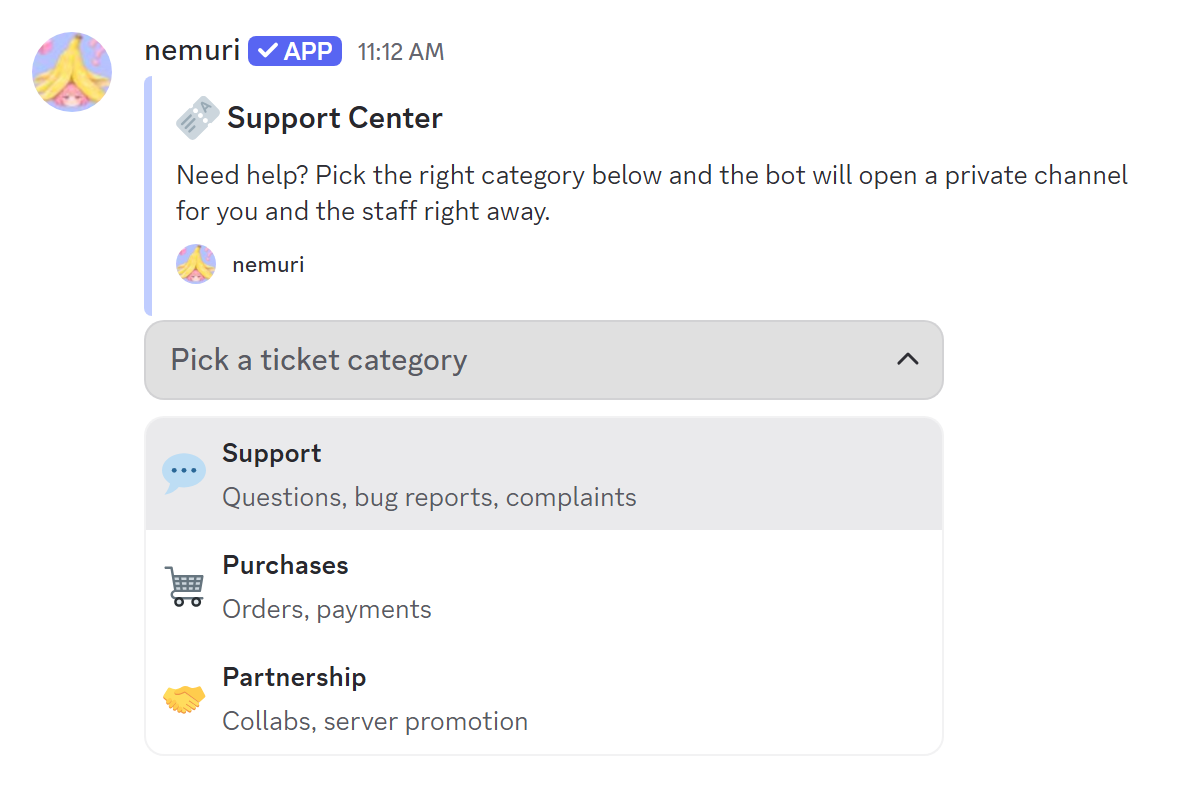 nemuri APP 11:12 AM
Support Center
Need help? Pick the right category below and the bot will open a private channel
for you and the staff right away.
nemuri
Pick a ticket category
Support
Questions, bug reports, complaints
Purchases
Orders, payments
Partnership
Collabs, server promotion